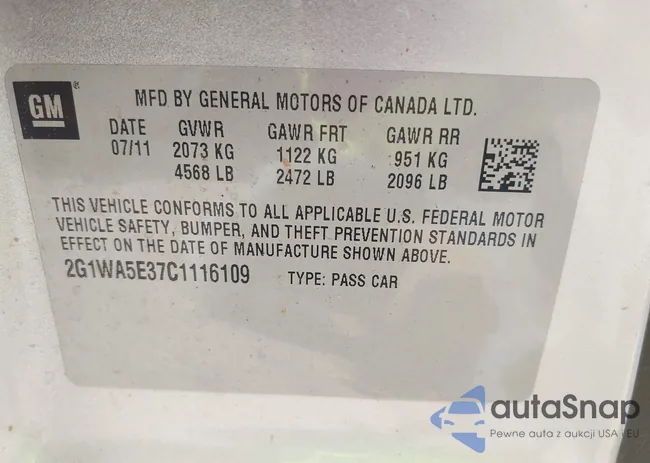 GM ®
MFD BY GENERAL MOTORS OF CANADA LTD.
DATE GVWR GAWR FRT GAWR RR
07/11 2073 KG 1122 KG 951 KG
4568 LB 2472 LB 2096 LB
THIS VEHICLE CONFORMS TO ALL APPLICABLE U.S. FEDERAL MOTOR
VEHICLE SAFETY, BUMPER, AND THEFT PREVENTION STANDARDS IN
EFFECT ON THE DATE OF MANUFACTURE SHOWN ABOVE.
2G1WA5E37C1116109 TYPE: PASS CAR
autaSnap
Pewne auta z aukcji USA - EU